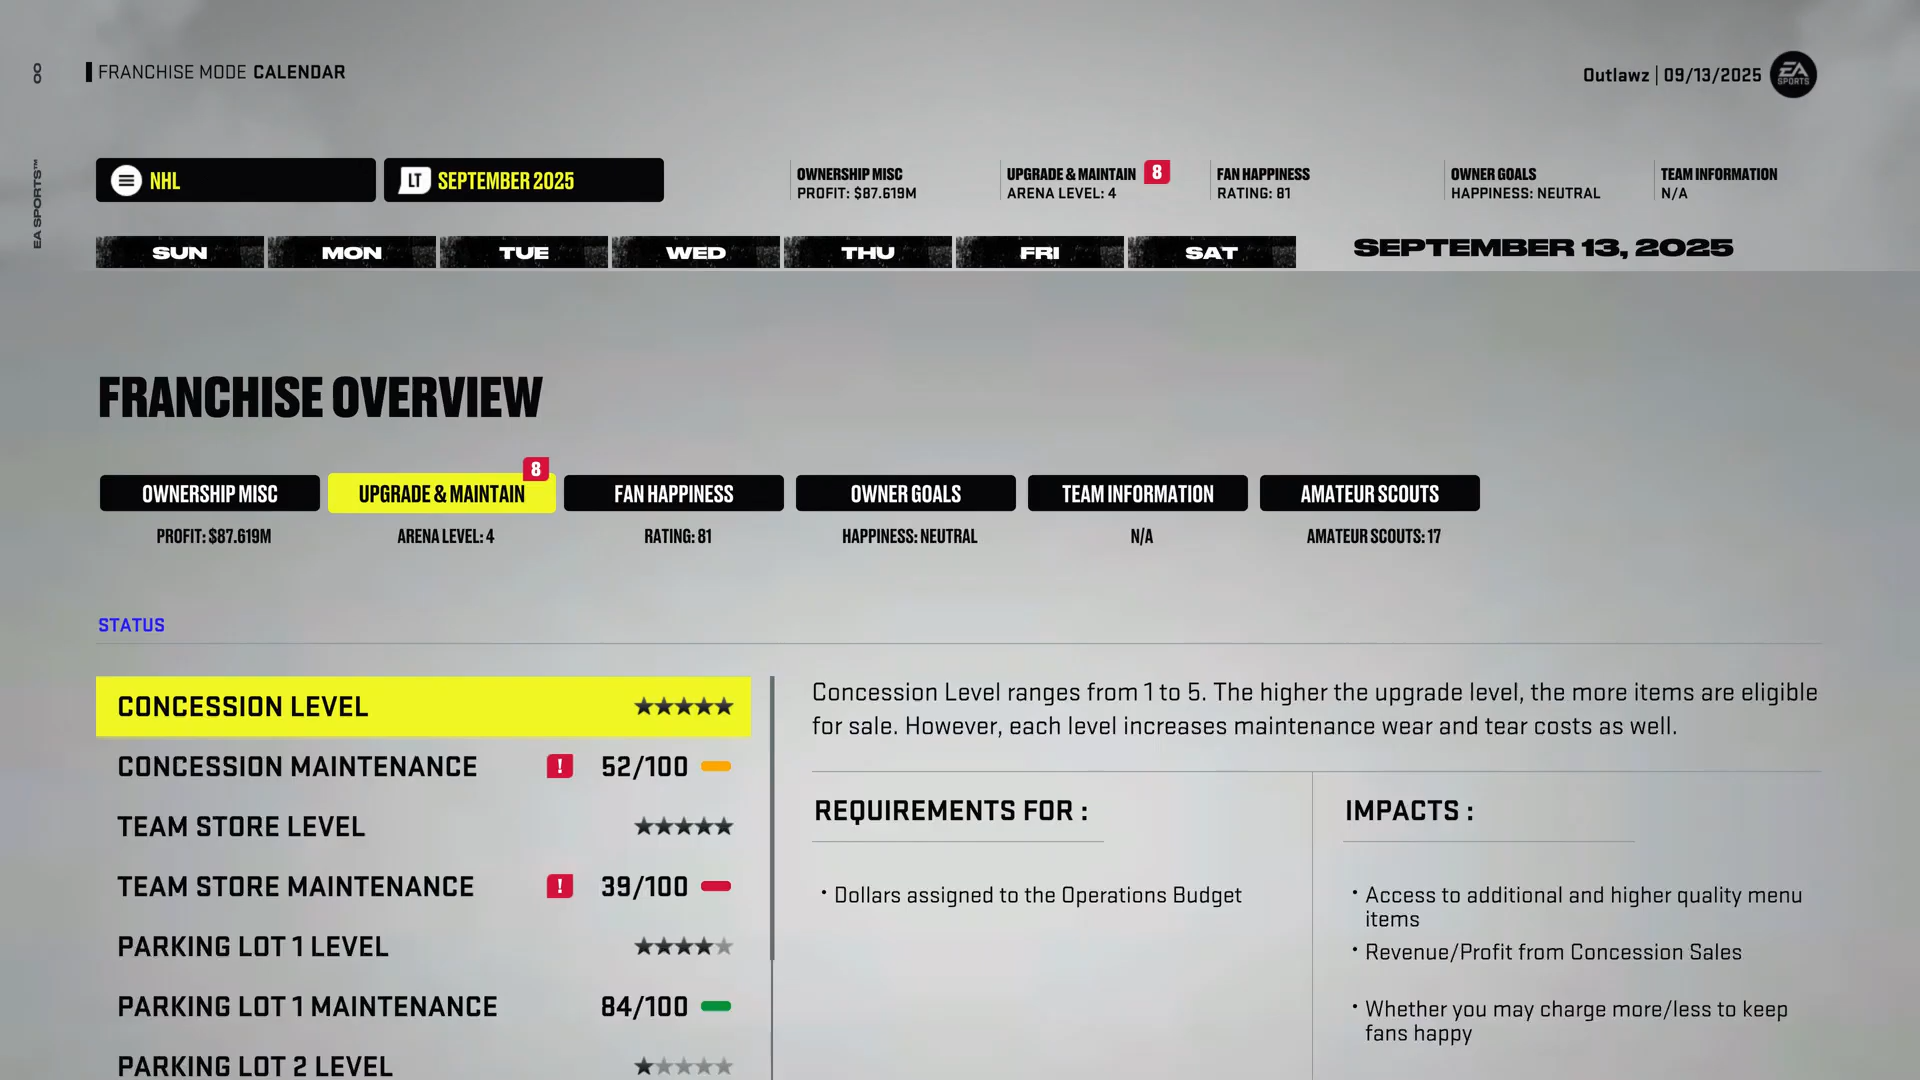 FRANCHISE MODE CALENDAR
Outlawz | 09/13/2025
EA SPORTS
EA SPORTS™
NHL
LT SEPTEMBER 2025
OWNERSHIP MISC
PROFIT: $87.619M
UPGRADE & MAINTAIN 8
ARENA LEVEL: 4
FAN HAPPINESS
RATING: 81
OWNER GOALS
HAPPINESS: NEUTRAL
TEAM INFORMATION
N/A
SUN MON TUE WED THU FRI SAT
SEPTEMBER 13, 2025
FRANCHISE OVERVIEW
8
OWNERSHIP MISC
UPGRADE & MAINTAIN
FAN HAPPINESS
OWNER GOALS
TEAM INFORMATION
AMATEUR SCOUTS
PROFIT: $87.619M
ARENA LEVEL: 4
RATING: 81
HAPPINESS: NEUTRAL
N/A
AMATEUR SCOUTS: 17
STATUS
CONCESSION LEVEL
CONCESSION MAINTENANCE ! 52/100
TEAM STORE LEVEL
TEAM STORE MAINTENANCE ! 39/100
PARKING LOT 1 LEVEL
PARKING LOT 1 MAINTENANCE 84/100
PARKING LOT 2 LEVEL
Concession Level ranges from 1 to 5. The higher the upgrade level, the more items are eligible
for sale. However, each level increases maintenance wear and tear costs as well.
REQUIREMENTS FOR :
• Dollars assigned to the Operations Budget
IMPACTS :
• Access to additional and higher quality menu
items
• Revenue/Profit from Concession Sales
• Whether you may charge more/less to keep
fans happy